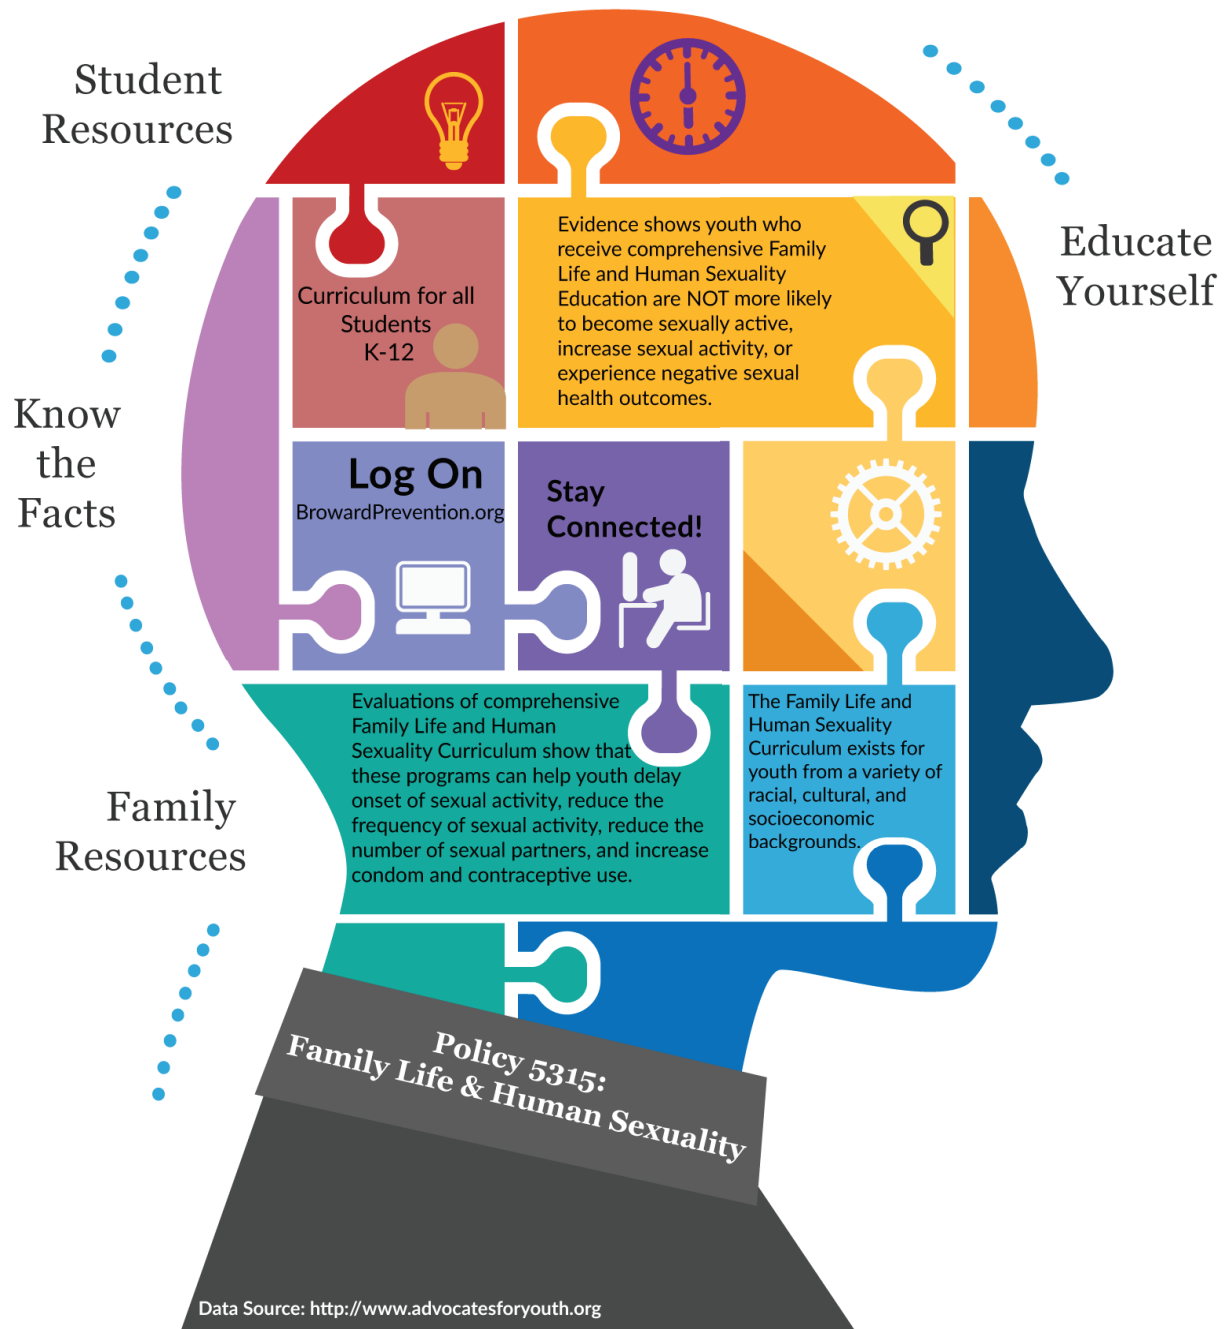 Student
Resources
Educate
Yourself
Know
the
Facts
Family
Resources
Curriculum for all
Students
K-12
Evidence shows youth who
receive comprehensive Family
Life and Human Sexuality
Education are NOT more likely
to become sexually active,
increase sexual activity, or
experience negative sexual
health outcomes.
Log On
BrowardPrevention.org
Stay
Connected!
Evaluations of comprehensive
Family Life and Human
Sexuality Curriculum show that
these programs can help youth delay
onset of sexual activity, reduce the
frequency of sexual activity, reduce the
number of sexual partners, and increase
condom and contraceptive use.
The Family Life and
Human Sexuality
Curriculum exists for
youth from a variety of
racial, cultural, and
socioeconomic
backgrounds.
Policy 5315:
Family Life & Human Sexuality
Data Source: http://www.advocatesforyouth.org